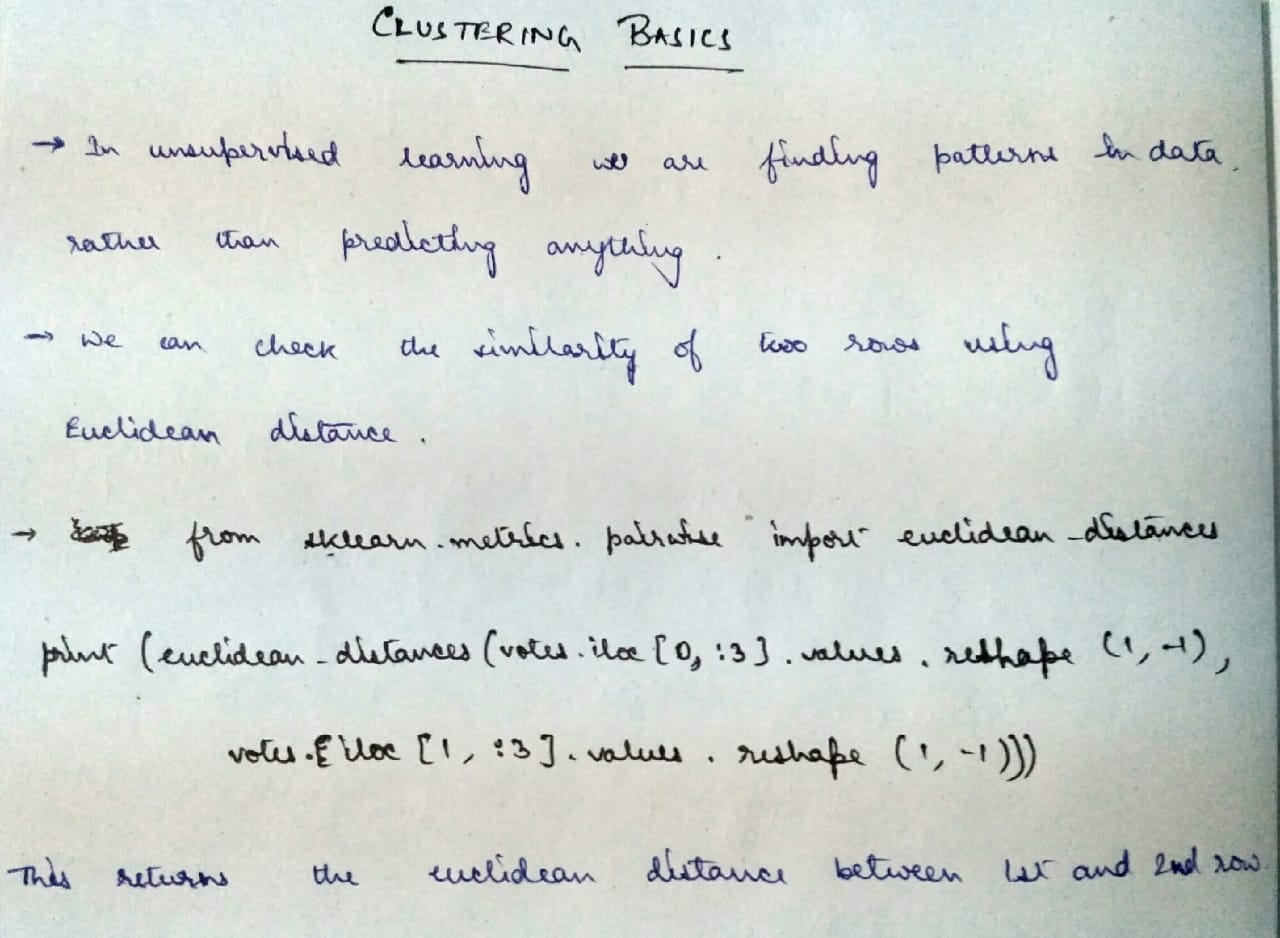 CLUSTERING BASICS
→ In unsupervised learning we are finding patterns in data
rather than predicting anything.
→ We can check the similarity of two rows using
Euclidean distance.
→ from sklearn.metrics.pairwise import euclidean_distances
print (euclidean_distances (votes.iloc [0, :3].values.reshape (1, -1),
votes.iloc [1, :3].values.reshape (1, -1)))
This returns the euclidean distance between 1st and 2nd row